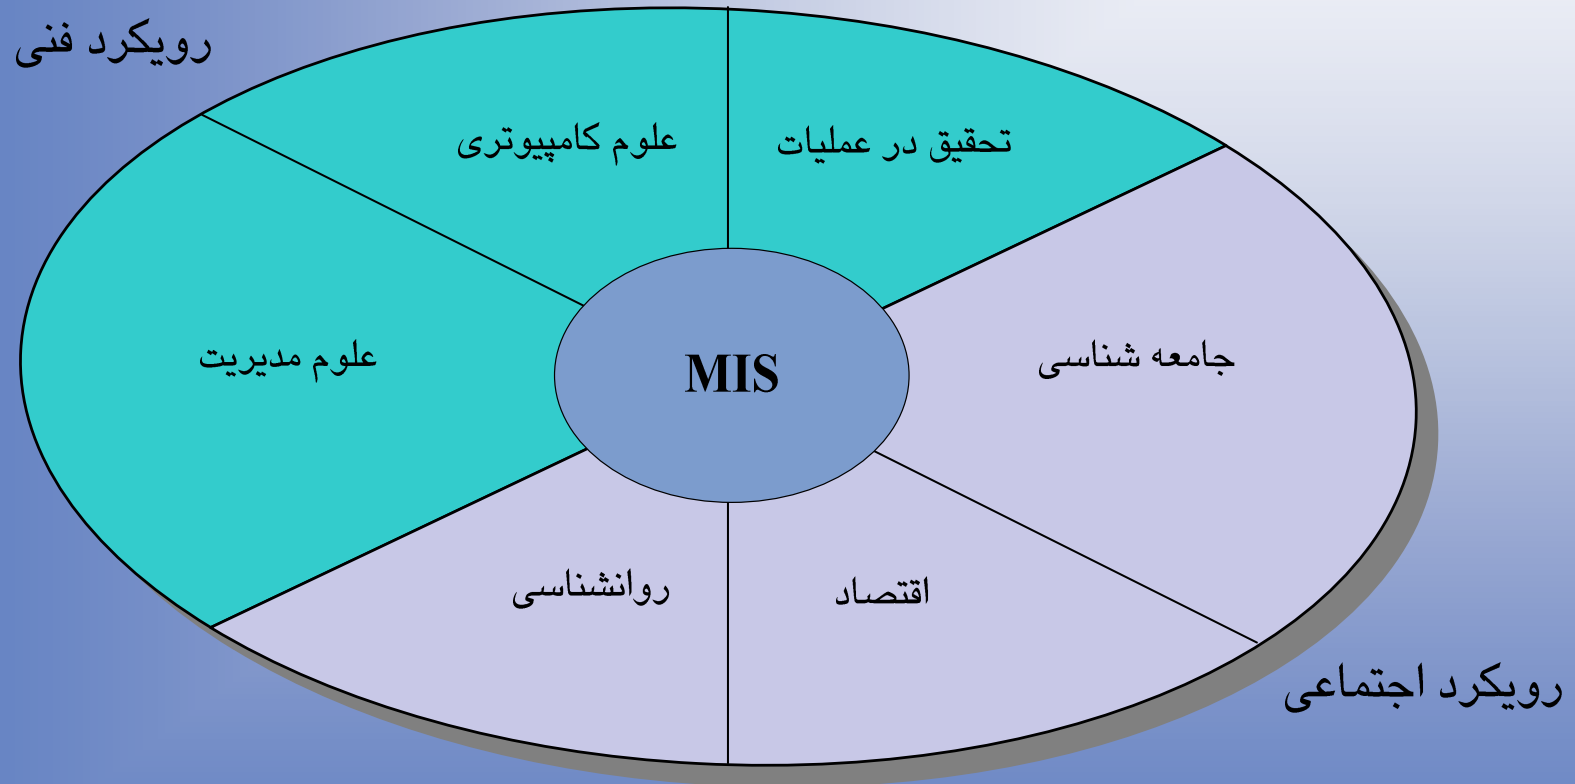 رویکرد فنی
تحقیق در عملیات
علوم کامپیوتری
جامعه شناسی
MIS
علوم مدیریت
اقتصاد
روانشناسی
رویکرد اجتماعی